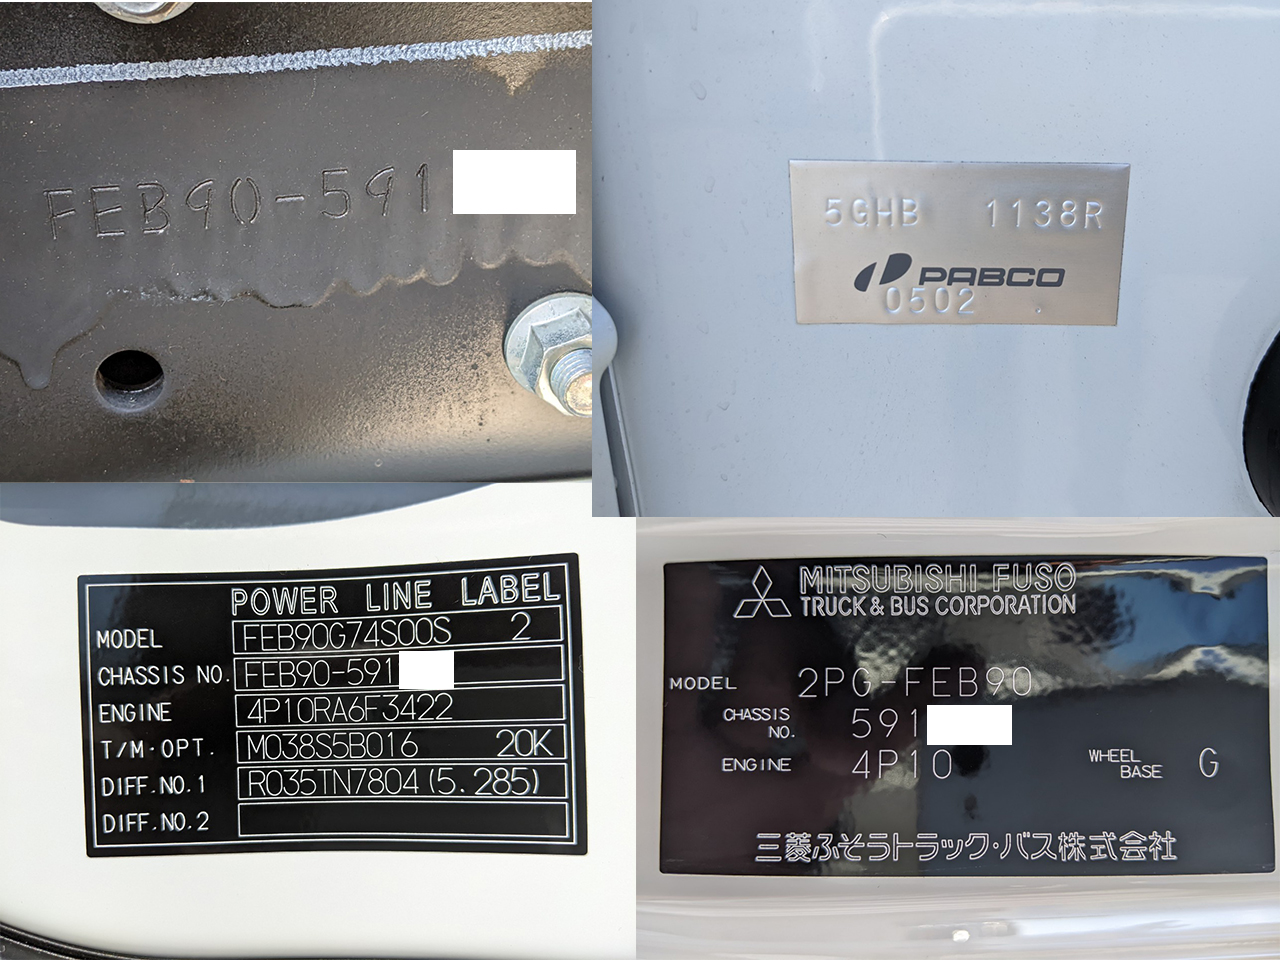 FEB90-591
5GHB 1138R
PABCO
0502
POWER LINE LABEL
MODEL FEB90G74S00S 2
CHASSIS NO. FEB90-591
ENGINE 4P10RA6F3422
T/M·OPT. M038S5B016 20K
DIFF.NO.1 R035TN7804(5.285)
DIFF.NO.2
MITSUBISHI FUSO
TRUCK & BUS CORPORATION
MODEL 2PG-FEB90
CHASSIS NO. 591
ENGINE 4P10 WHEEL BASE G
三菱ふそうトラック・バス株式会社